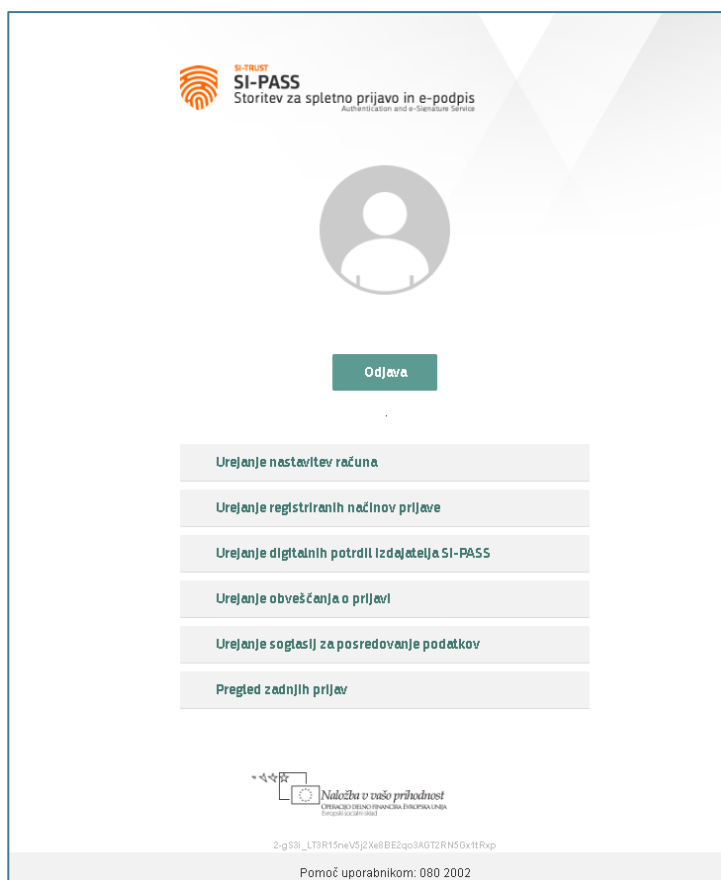 SI-TRUST
SI-PASS
Storitev za spletno prijavo in e-podpis
Authentication and e-Signature Service
Odjava
.
Urejanje nastavitev računa
Urejanje registriranih načinov prijave
Urejanje digitalnih potrdil izdajatelja SI-PASS
Urejanje obveščanja o prijavi
Urejanje soglasij za posredovanje podatkov
Pregled zadnjih prijav
Naložba v vašo prihodnost
OPERACIJO DELNO FINANCIRA EVROPSKA UNIJA
Evropski socialni sklad
Pomoč uporabnikom: 080 2002